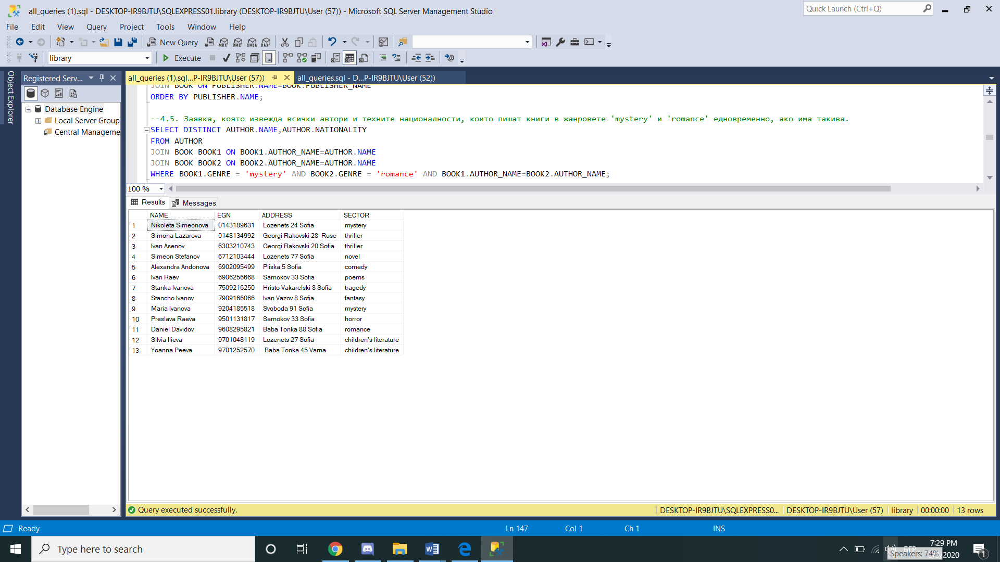 all_queries (1).sql - DESKTOP-IR9BJTU\SQLEXPRESS01.library (DESKTOP-IR9BJTU\User (57)) - Microsoft SQL Server Management Studio
Quick Launch (Ctrl+Q)
File Edit View Query Project Tools Window Help
New Query MDX DMX XMLA DAX
library Execute
Object Explorer
Registered Serv...
all_queries (1).sql...P-IR9BJTU\User (57)) all_queries.sql - D...P-IR9BJTU\User (52))
Database Engine
Local Server Group
Central Manageme
JOIN BOOK ON PUBLISHER.NAME=BOOK.PUBLISHER_NAME
ORDER BY PUBLISHER.NAME;
--4.5. Заявка, която извежда всички автори и техните националности, които пишат книги в жанровете 'mystery' и 'romance' едновременно, ако има такива.
SELECT DISTINCT AUTHOR.NAME,AUTHOR.NATIONALITY
FROM AUTHOR
JOIN BOOK BOOK1 ON BOOK1.AUTHOR_NAME=AUTHOR.NAME
JOIN BOOK BOOK2 ON BOOK2.AUTHOR_NAME=AUTHOR.NAME
WHERE BOOK1.GENRE = 'mystery' AND BOOK2.GENRE = 'romance' AND BOOK1.AUTHOR_NAME=BOOK2.AUTHOR_NAME;
100 %
Results Messages
NAME EGN ADDRESS SECTOR
1 Nikoleta Simeonova 0143189631 Lozenets 24 Sofia mystery
2 Simona Lazarova 0148134992 Georgi Rakovski 28 Ruse thriller
3 Ivan Asenov 6303210743 Georgi Rakovski 20 Sofia thriller
4 Simeon Stefanov 6712103444 Lozenets 77 Sofia novel
5 Alexandra Andonova 6902095499 Pliska 5 Sofia comedy
6 Ivan Raev 6906256668 Samokov 33 Sofia poems
7 Stanka Ivanova 7509216250 Hristo Vakarelski 8 Sofia tragedy
8 Stancho Ivanov 7909166066 Ivan Vazov 8 Sofia fantasy
9 Maria Ivanova 9204185518 Svoboda 91 Sofia mystery
10 Preslava Raeva 9501131817 Samokov 33 Sofia horror
11 Daniel Davidov 9608295821 Baba Tonka 88 Sofia romance
12 Silvia Ilieva 9701048119 Lozenets 27 Sofia children's literature
13 Yoanna Peeva 9701252570 Baba Tonka 45 Varna children's literature
Query executed successfully. DESKTOP-IR9BJTU\SQLEXPRESS0... DESKTOP-IR9BJTU\User (57) library 00:00:00 13 rows
Ready Ln 147 Col 1 Ch 1 INS
Type here to search
7:29 PM
Speakers: 74%
/2020
1